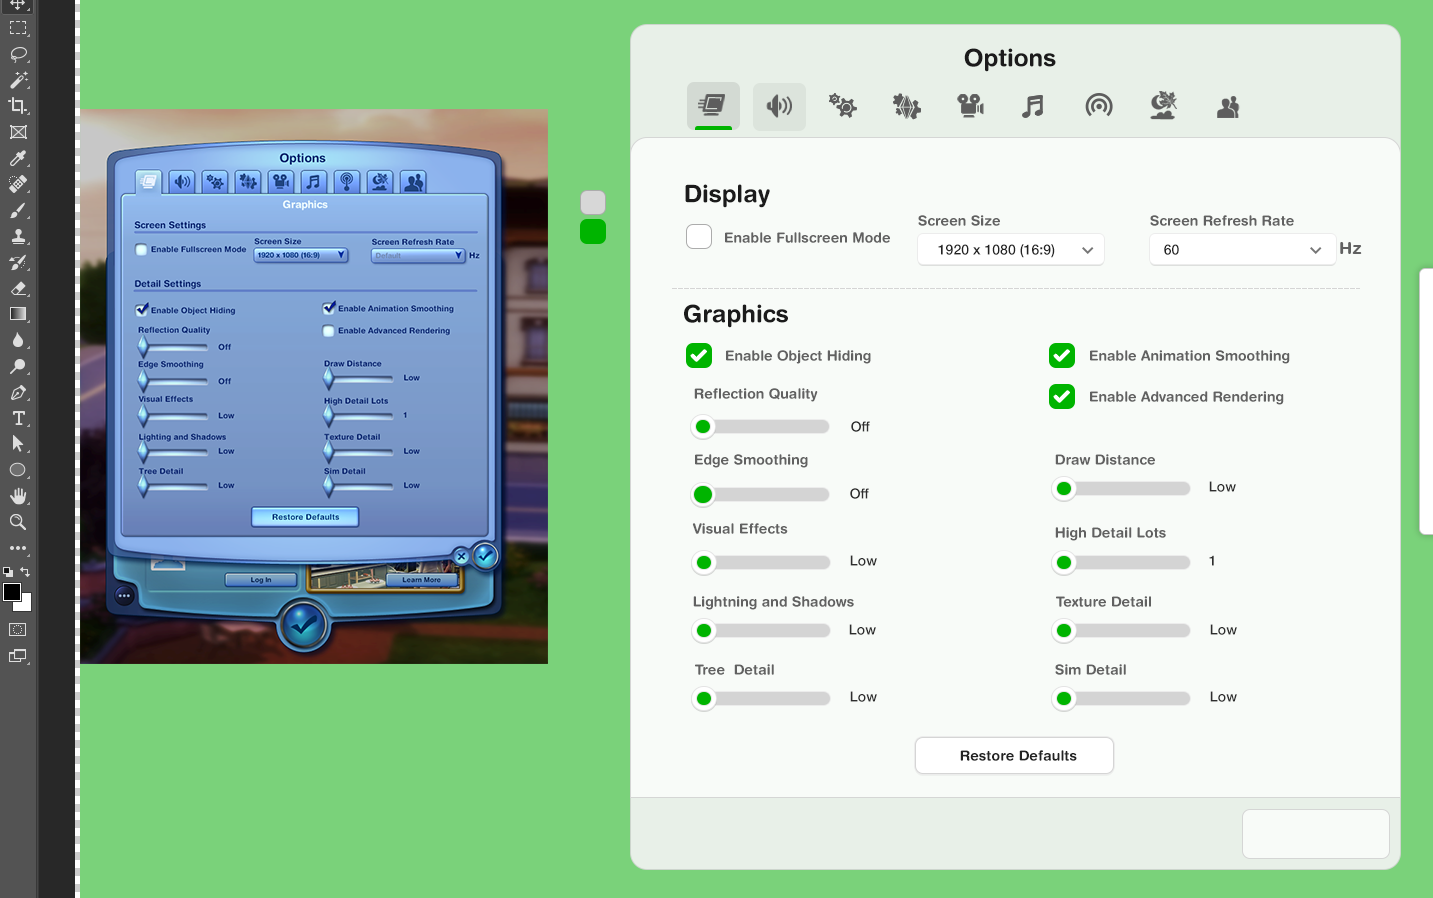 Options
Graphics
Screen Settings
Enable Fullscreen Mode
Screen Size
1920 x 1080 (16:9)
Screen Refresh Rate
Default
Hz
Detail Settings
Enable Object Hiding
Enable Animation Smoothing
Reflection Quality
Off
Enable Advanced Rendering
Edge Smoothing
Off
Draw Distance
Low
Visual Effects
Low
High Detail Lots
1
Lighting and Shadows
Low
Texture Detail
Low
Tree Detail
Low
Sim Detail
Low
Restore Defaults
Log In
Learn More
Options
Display
Enable Fullscreen Mode
Screen Size
1920 x 1080 (16:9)
Screen Refresh Rate
60
Hz
Graphics
Enable Object Hiding
Enable Animation Smoothing
Reflection Quality
Off
Enable Advanced Rendering
Edge Smoothing
Off
Draw Distance
Low
Visual Effects
Low
High Detail Lots
1
Lightning and Shadows
Low
Texture Detail
Low
Tree  Detail
Low
Sim Detail
Low
Restore Defaults